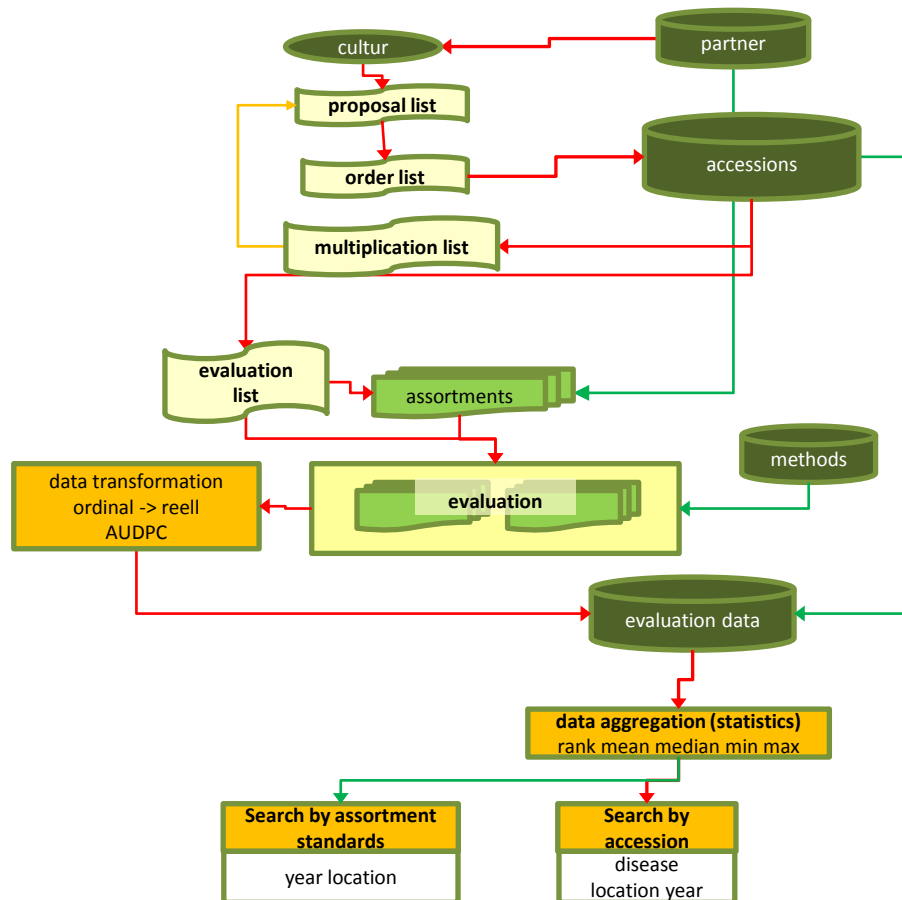 cultur
partner
proposal list
accessions
order list
multiplication list
evaluation
list
assortments
methods
data transformation
ordinal -> reell
AUDPC
evaluation
evaluation data
data aggregation (statistics)
rank mean median min max
Search by assortment
standards
year location
Search by
accession
disease
location year